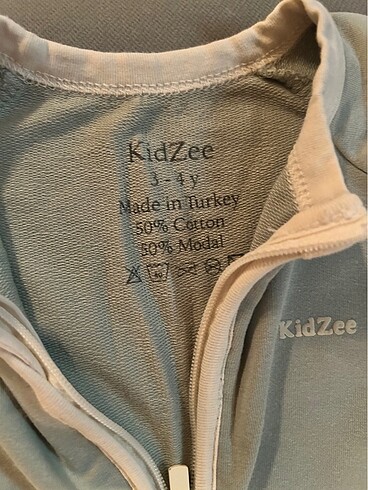 KidZee
3 - 4 y
Made in Turkey
50% Cotton
50% Modal
KidZee